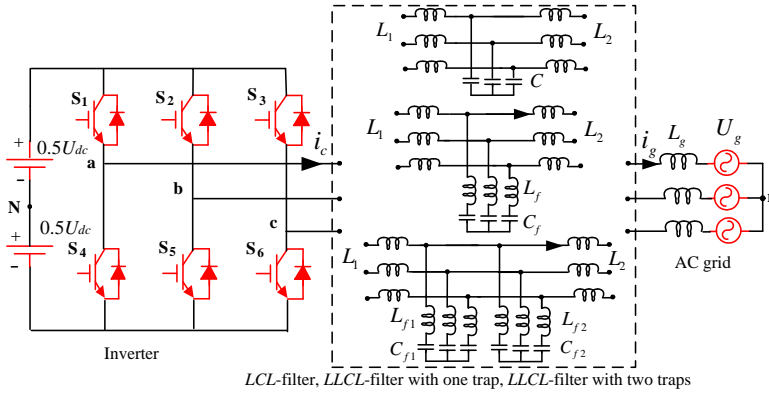 L1
L2
C
S1
S2
S3
+
0.5Udc
-
a
ic
L1
L2
Lf
Cf
ig
Lg
Ug
b
N
+
0.5Udc
-
c
S4
S5
S6
L1
L2
Lf1
Cf1
Lf2
Cf2
AC grid
Inverter
LCL-filter, LLCL-filter with one trap, LLCL-filter with two traps